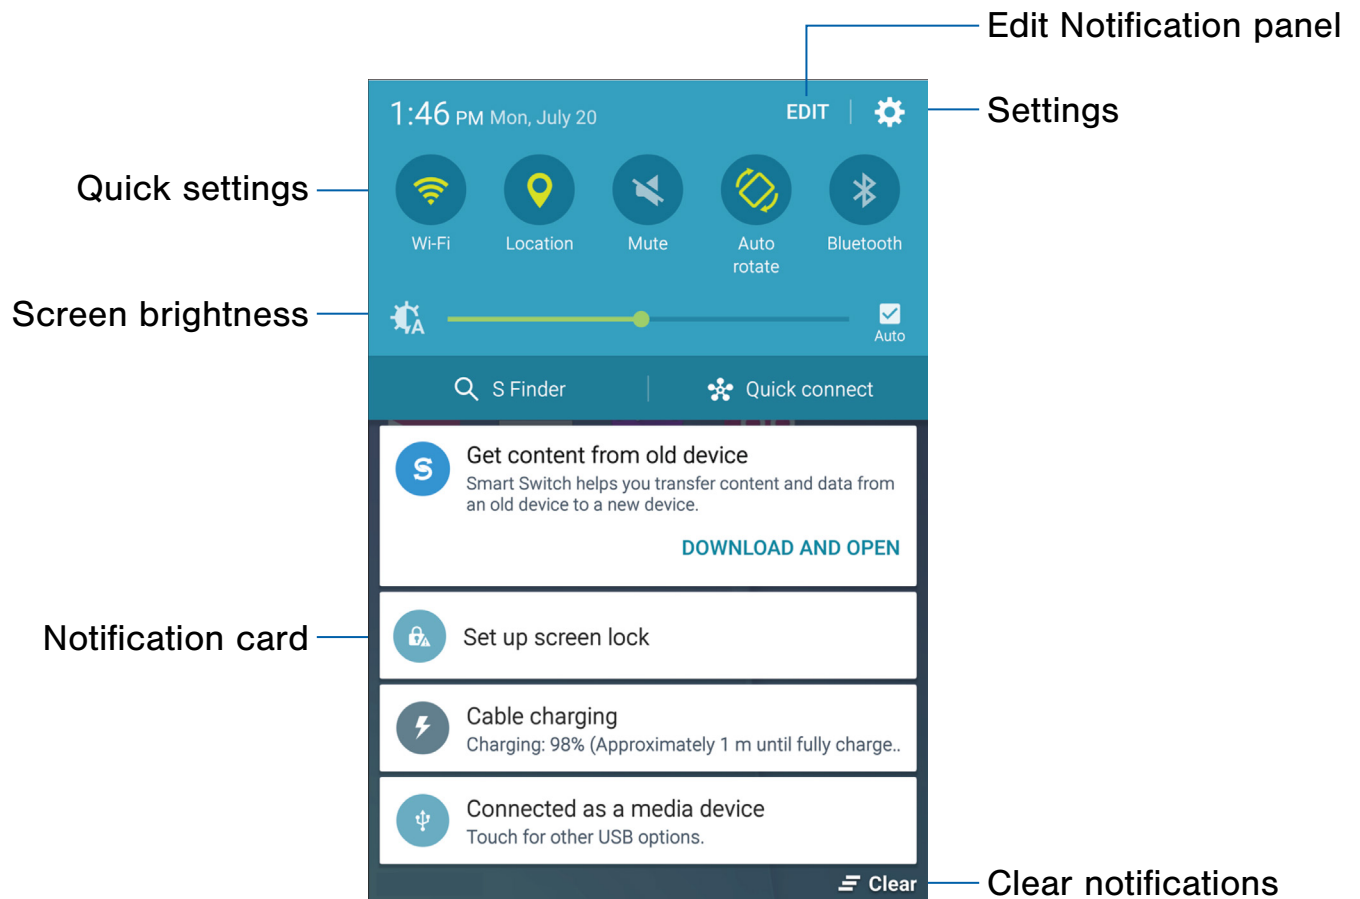 Edit Notification panel
1:46 PM Mon, July 20
EDIT
Settings
Quick settings
Wi-Fi
Location
Mute
Auto
rotate
Bluetooth
Screen brightness
A
Auto
S Finder
Quick connect
S
Get content from old device
Smart Switch helps you transfer content and data from
an old device to a new device.
DOWNLOAD AND OPEN
Notification card
Set up screen lock
Cable charging
Charging: 98% (Approximately 1 m until fully charge..
Connected as a media device
Touch for other USB options.
Clear
Clear notifications